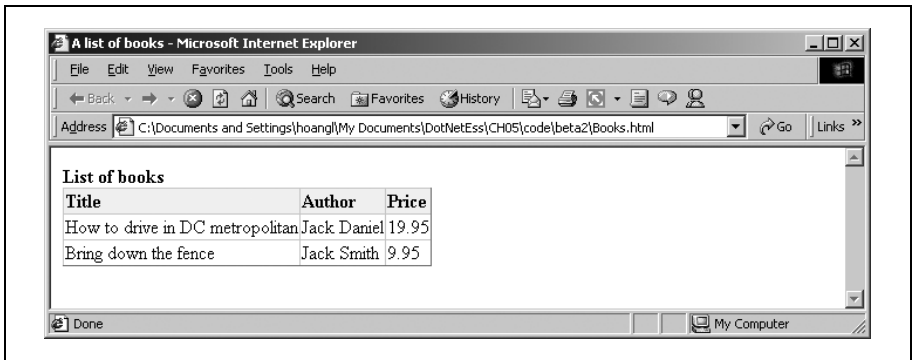 A list of books - Microsoft Internet Explorer
File Edit View Favorites Tools Help
Back Search Favorites History
Address C:\Documents and Settings\hoangl\My Documents\DotNetEss\CH05\code\beta2\Books.html Go Links »
List of books
Title Author Price
How to drive in DC metropolitan Jack Daniel 19.95
Bring down the fence Jack Smith 9.95
Done My Computer